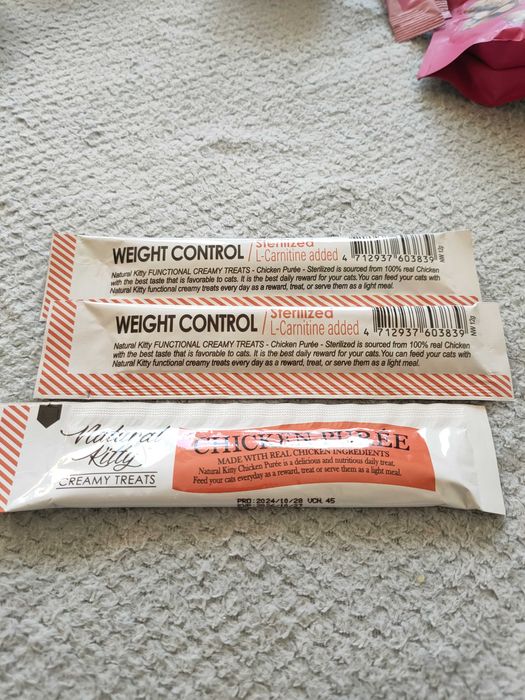 WEIGHT CONTROL / Sterilized
L-Carnitine added
4 712937 603839
NW 12g
Natural Kitty FUNCTIONAL CREAMY TREATS - Chicken Purée - Sterilized is sourced from 100% real Chicken
with the best taste that is favorable to cats. It is the best daily reward for your cats.You can feed your cats with
Natural Kitty functional creamy treats every day as a reward, treat, or serve them as a light meal.
WEIGHT CONTROL / Sterilized
L-Carnitine added
4 712937 603839
NW 12g
Natural Kitty FUNCTIONAL CREAMY TREATS - Chicken Purée - Sterilized is sourced from 100% real Chicken
with the best taste that is favorable to cats. It is the best daily reward for your cats.You can feed your cats with
Natural Kitty functional creamy treats every day as a reward, treat, or serve them as a light meal.
Natural
Kitty
CREAMY TREATS
CHICKEN PURÉE
MADE WITH REAL CHICKEN INGREDIENTS
Natural Kitty Chicken Purée is a delicious and nutritious daily treat.
Feed your cats everyday as a reward, treat or serve them as a light meal.
PRO:2024/10/28 VCN.45